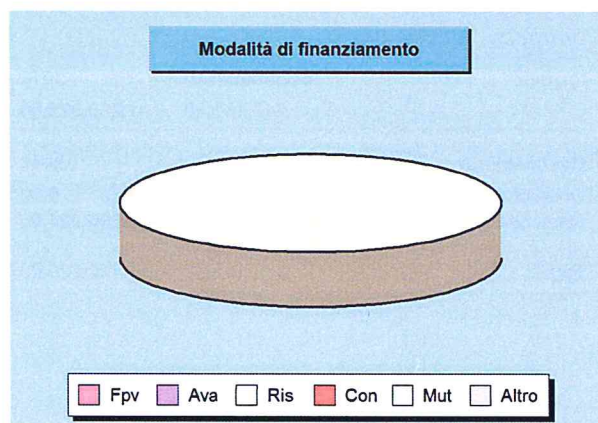 Modalità di finanziamento
Fpv Ava Ris Con Mut Altro